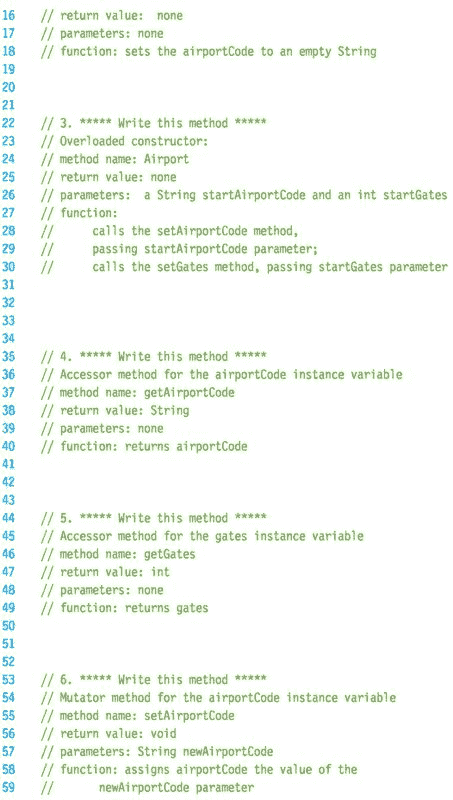 16 // return value:  none
17 // parameters: none
18 // function: sets the airportCode to an empty String
19
20
21
22 // 3. ***** Write this method *****
23 // Overloaded constructor:
24 // method name: Airport
25 // return value: none
26 // parameters:  a String startAirportCode and an int startGates
27 // function:
28 //      calls the setAirportCode method,
29 //      passing startAirportCode parameter;
30 //      calls the setGates method, passing startGates parameter
31
32
33
34
35 // 4. ***** Write this method *****
36 // Accessor method for the airportCode instance variable
37 // method name: getAirportCode
38 // return value: String
39 // parameters: none
40 // function: returns airportCode
41
42
43
44 // 5. ***** Write this method *****
45 // Accessor method for the gates instance variable
46 // method name: getGates
47 // return value: int
48 // parameters: none
49 // function: returns gates
50
51
52
53 // 6. ***** Write this method *****
54 // Mutator method for the airportCode instance variable
55 // method name: setAirportCode
56 // return value: void
57 // parameters: String newAirportCode
58 // function: assigns airportCode the value of the
59 //       newAirportCode parameter